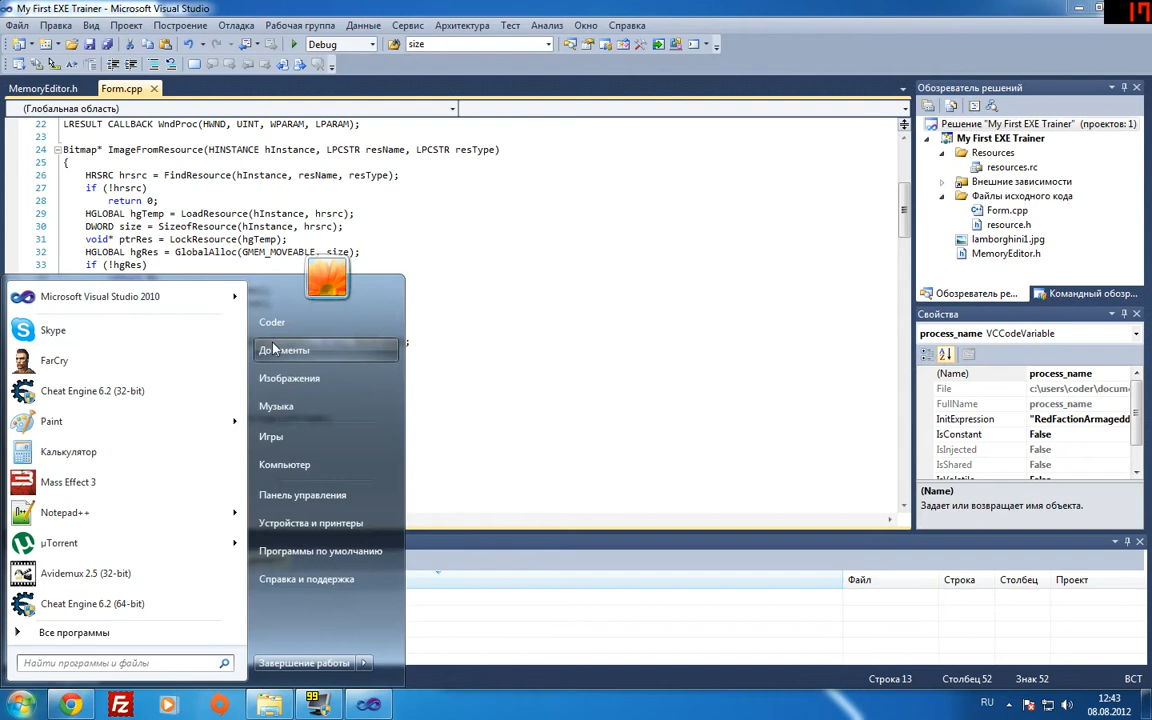 My First EXE Trainer - Microsoft Visual Studio
17
Файл Правка Вид Проект Построение Отладка Рабочая группа Данные Сервис Архитектура Тест Анализ Окно Справка
Debug size
MemoryEditor.h Form.cpp
(Глобальная область)
22 LRESULT CALLBACK WndProc(HWND, UINT, WPARAM, LPARAM);
23
24 Bitmap* ImageFromResource(HINSTANCE hInstance, LPCTSTR resName, LPCTSTR resType)
25 {
26 HRSRC hrsrc = FindResource(hInstance, resName, resType);
27 if (!hrsrc)
28 return 0;
29 HGLOBAL hgTemp = LoadResource(hInstance, hrsrc);
30 DWORD size = SizeofResource(hInstance, hrsrc);
31 void* ptrRes = LockResource(hgTemp);
32 HGLOBAL hgRes = GlobalAlloc(GMEM_MOVEABLE, size);
33 if (!hgRes)
Microsoft Visual Studio 2010
Skype
FarCry
Cheat Engine 6.2 (32-bit)
Paint
Калькулятор
Mass Effect 3
Notepad++
µTorrent
Avidemux 2.5 (32-bit)
Cheat Engine 6.2 (64-bit)
Все программы
Найти программы и файлы
Coder
Документы
Изображения
Музыка
Игры
Компьютер
Панель управления
Устройства и принтеры
Программы по умолчанию
Справка и поддержка
Завершение работы
Обозреватель решений
Решение "My First EXE Trainer" (проектов: 1)
My First EXE Trainer
Resources
resources.rc
Внешние зависимости
Файлы исходного кода
Form.cpp
resource.h
lamborghini1.jpg
MemoryEditor.h
Обозреватель ре... Командный обозр...
Свойства
process_name VCCodeVariable
(Name) process_name
File c:\users\coder\docum
FullName process_name
InitExpression "RedFactionArmagedd
IsConstant False
IsInjected False
IsShared False
(Name)
Задает или возвращает имя объекта.
Файл Строка Столбец Проект
Строка 13 Столбец 52 Знак 52 ВСТ
99
RU
12:43
08.08.2012